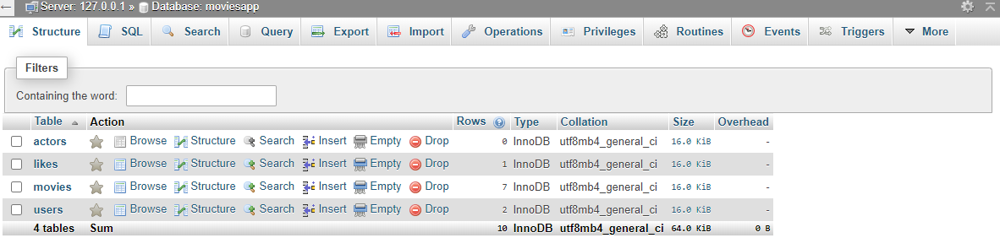 Server: 127.0.0.1 » Database: moviesapp
Structure SQL Search Query Export Import Operations Privileges Routines Events Triggers More
Filters
Containing the word:
Table Action Rows Type Collation Size Overhead
actors Browse Structure Search Insert Empty Drop 0 InnoDB utf8mb4_general_ci 16.0 KiB -
likes Browse Structure Search Insert Empty Drop 1 InnoDB utf8mb4_general_ci 16.0 KiB -
movies Browse Structure Search Insert Empty Drop 7 InnoDB utf8mb4_general_ci 16.0 KiB -
users Browse Structure Search Insert Empty Drop 2 InnoDB utf8mb4_general_ci 16.0 KiB -
4 tables Sum 10 InnoDB utf8mb4_general_ci 64.0 KiB 0 B